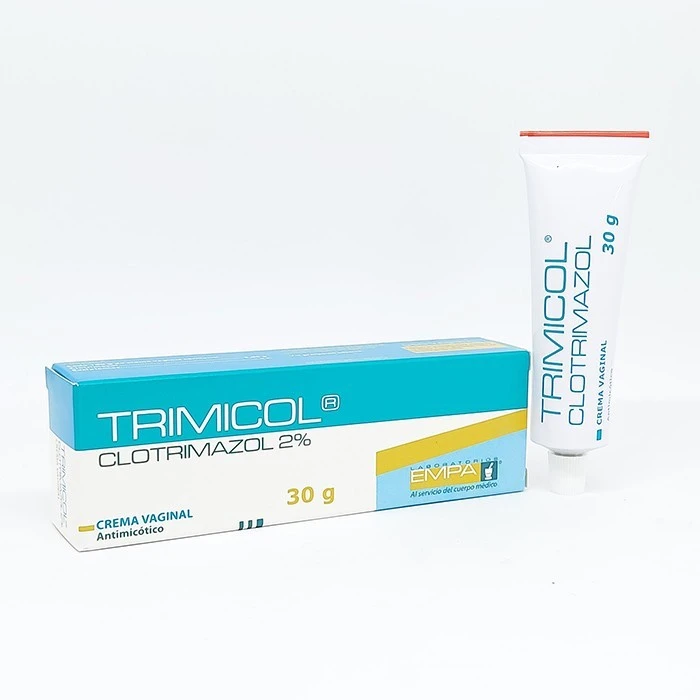 TRIMICOL®
CLOTRIMAZOL 2%
30 g
CREMA VAGINAL
Antimicótico
LABORATORIOS
EMPA®
Al servicio del cuerpo médico
TRIMICOL®
CLOTRIMAZOL
30 g
CREMA VAGINAL
Antimicótico